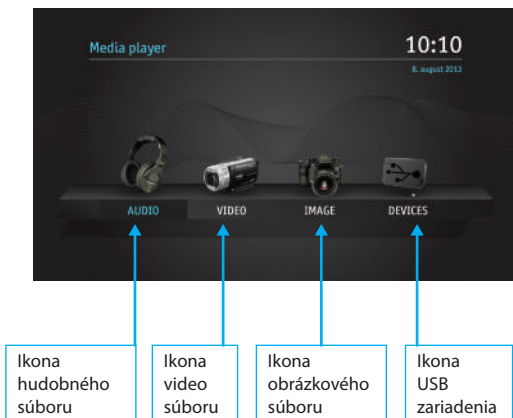 Media player 10:10
8. august 2013
AUDIO VIDEO IMAGE DEVICES
Ikona
hudobného
súboru
Ikona
video
súboru
Ikona
obrázkového
súboru
Ikona
USB
zariadenia